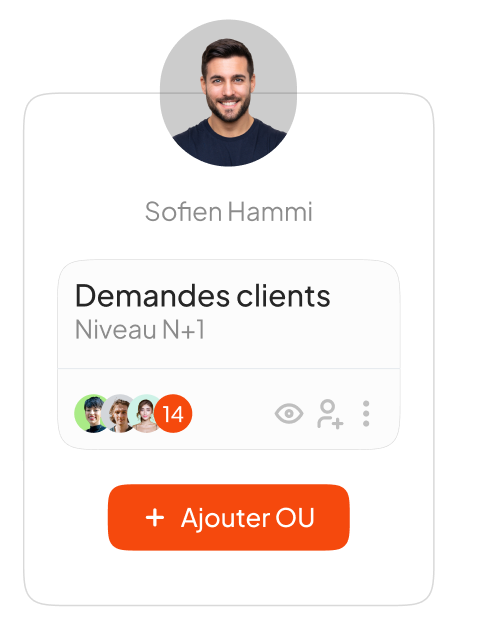 Sofien Hammi
Demandes clients
Niveau N+1
14
+ Ajouter OU